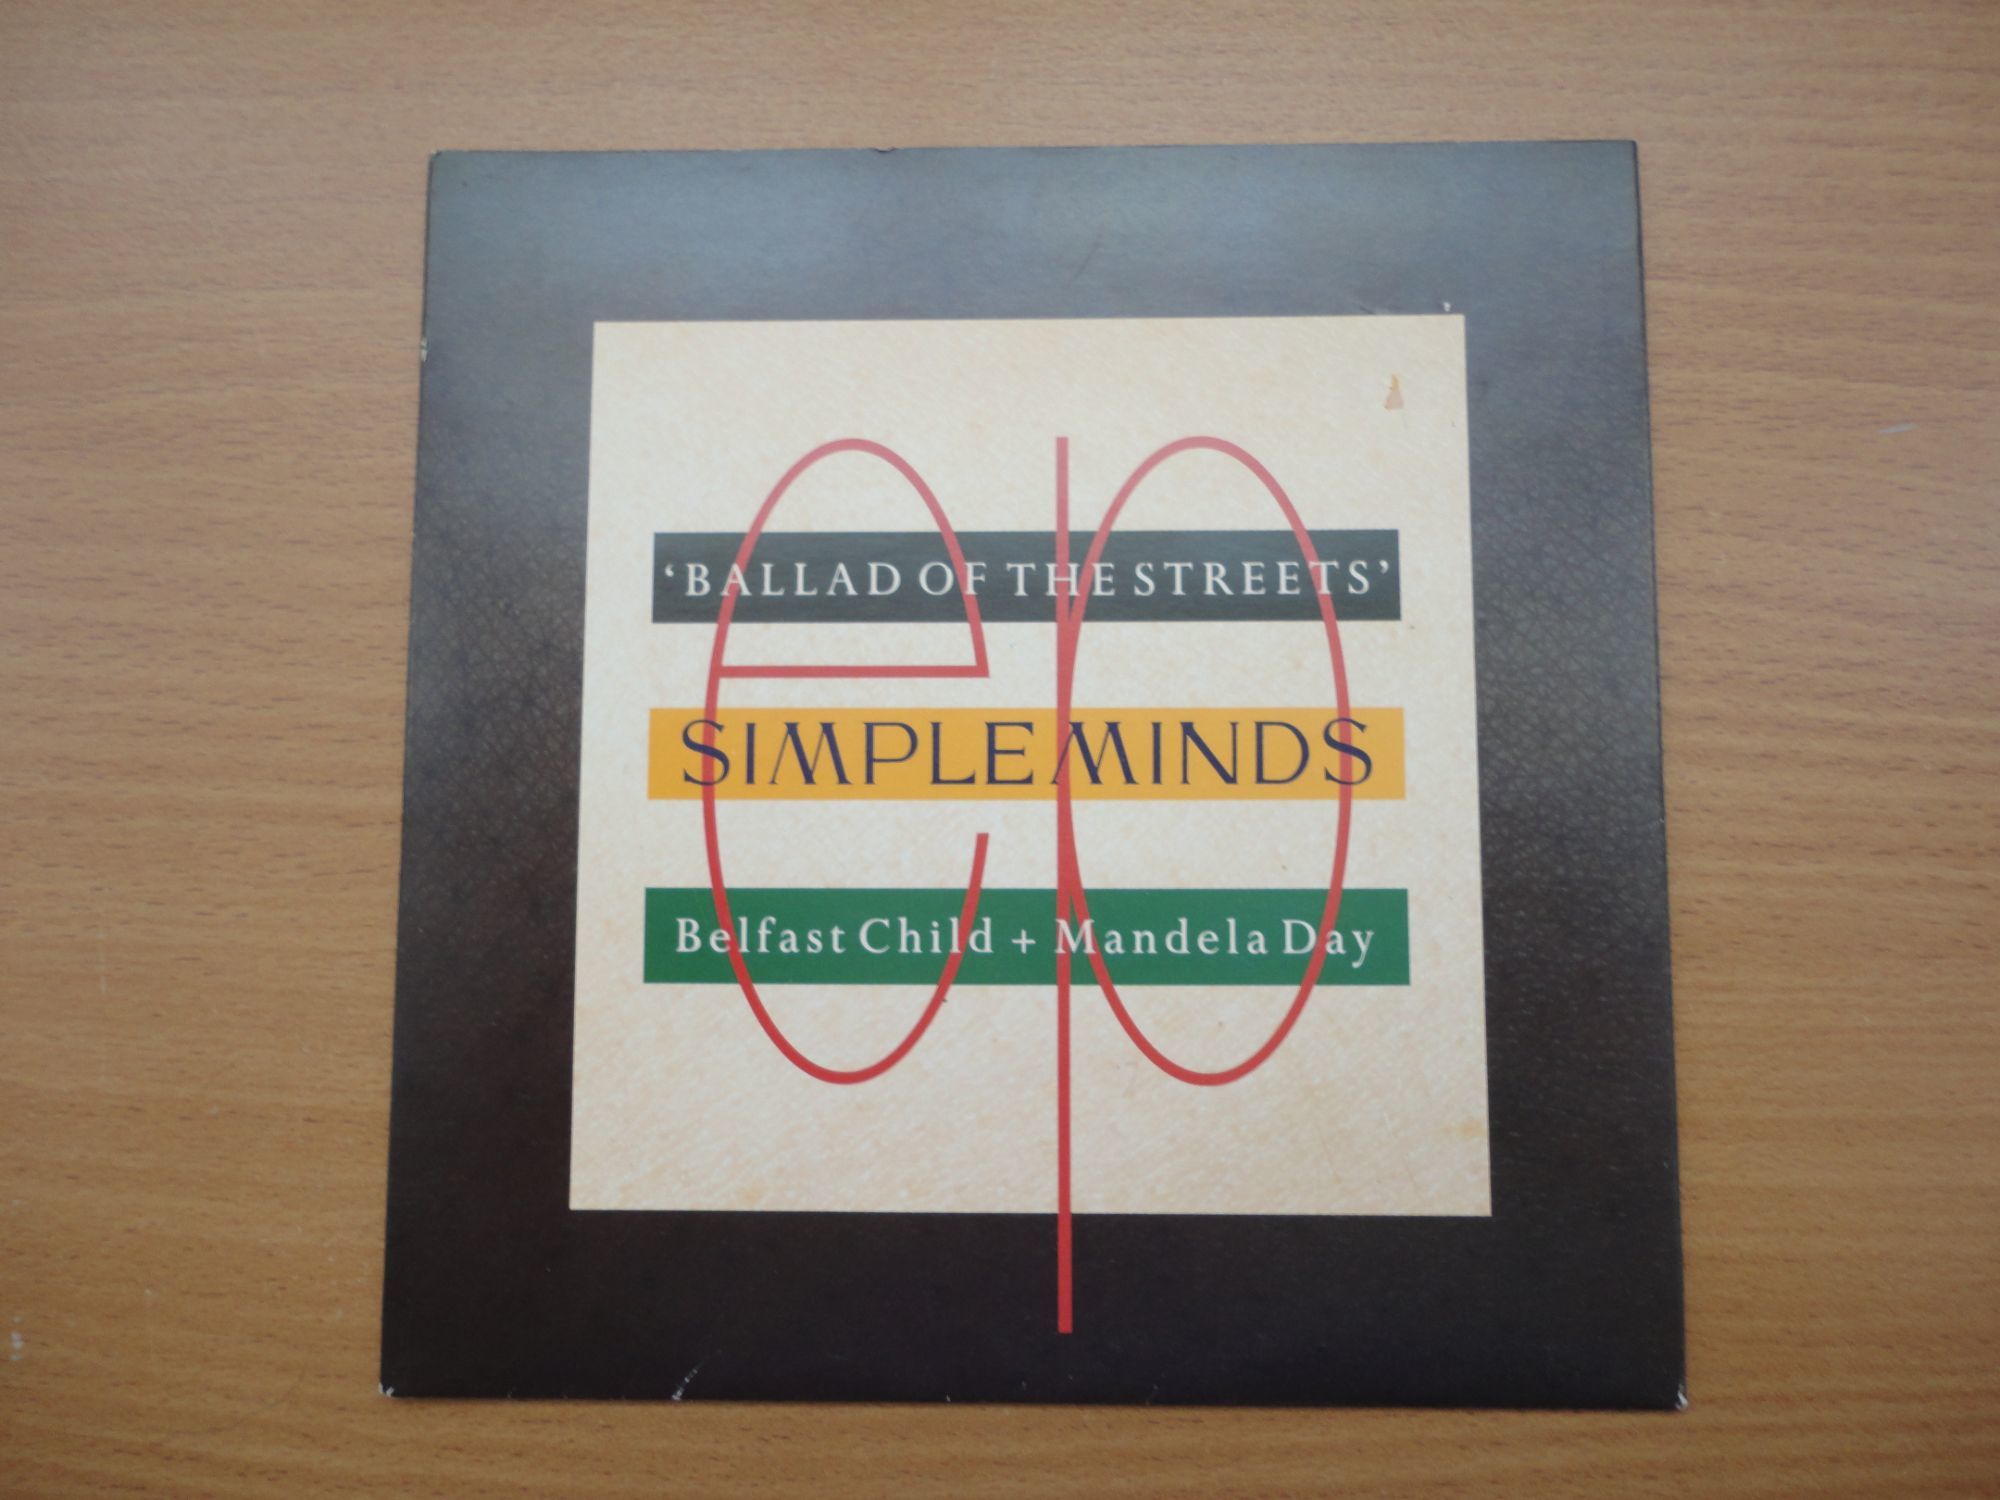 ep
‘BALLAD OF THE STREETS’
SIMPLE MINDS
Belfast Child + Mandela Day